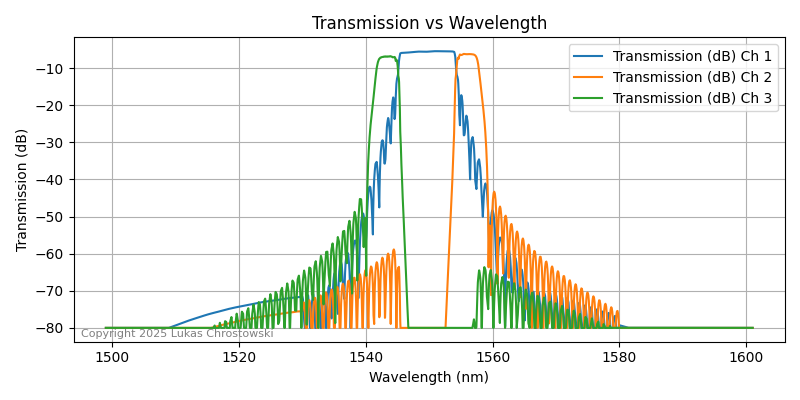 Transmission vs Wavelength
Transmission (dB)
−10
−20
−30
−40
−50
−60
−70
−80
Transmission (dB) Ch 1
Transmission (dB) Ch 2
Transmission (dB) Ch 3
Copyright 2025 Lukas Chrostowski
1500 1520 1540 1560 1580 1600
Wavelength (nm)